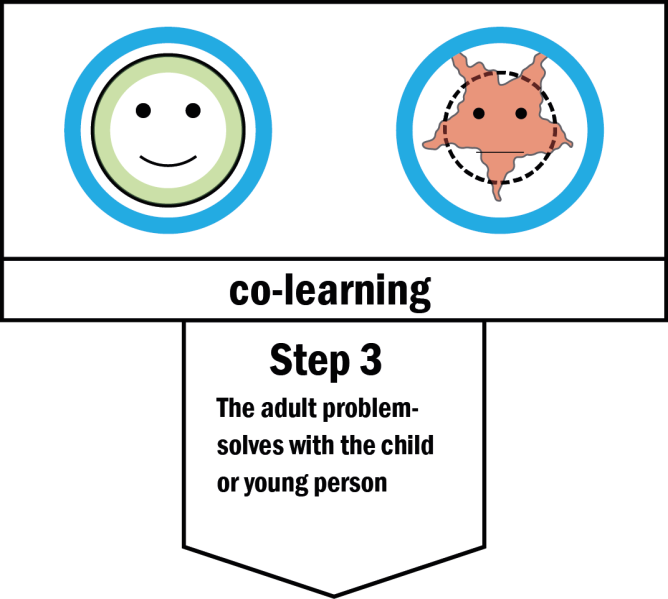 co-learning
Step 3
The adult problem-
solves with the child
or young person